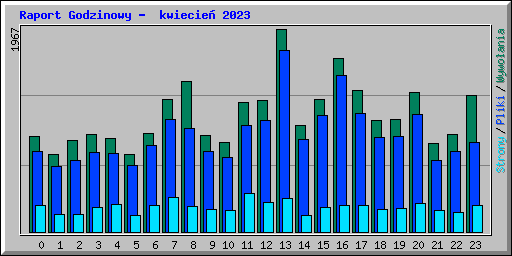 Raport Godzinowy - kwiecień 2023
1967
Strony / Pliki / Wywołania
0 1 2 3 4 5 6 7 8 9 10 11 12 13 14 15 16 17 18 19 20 21 22 23